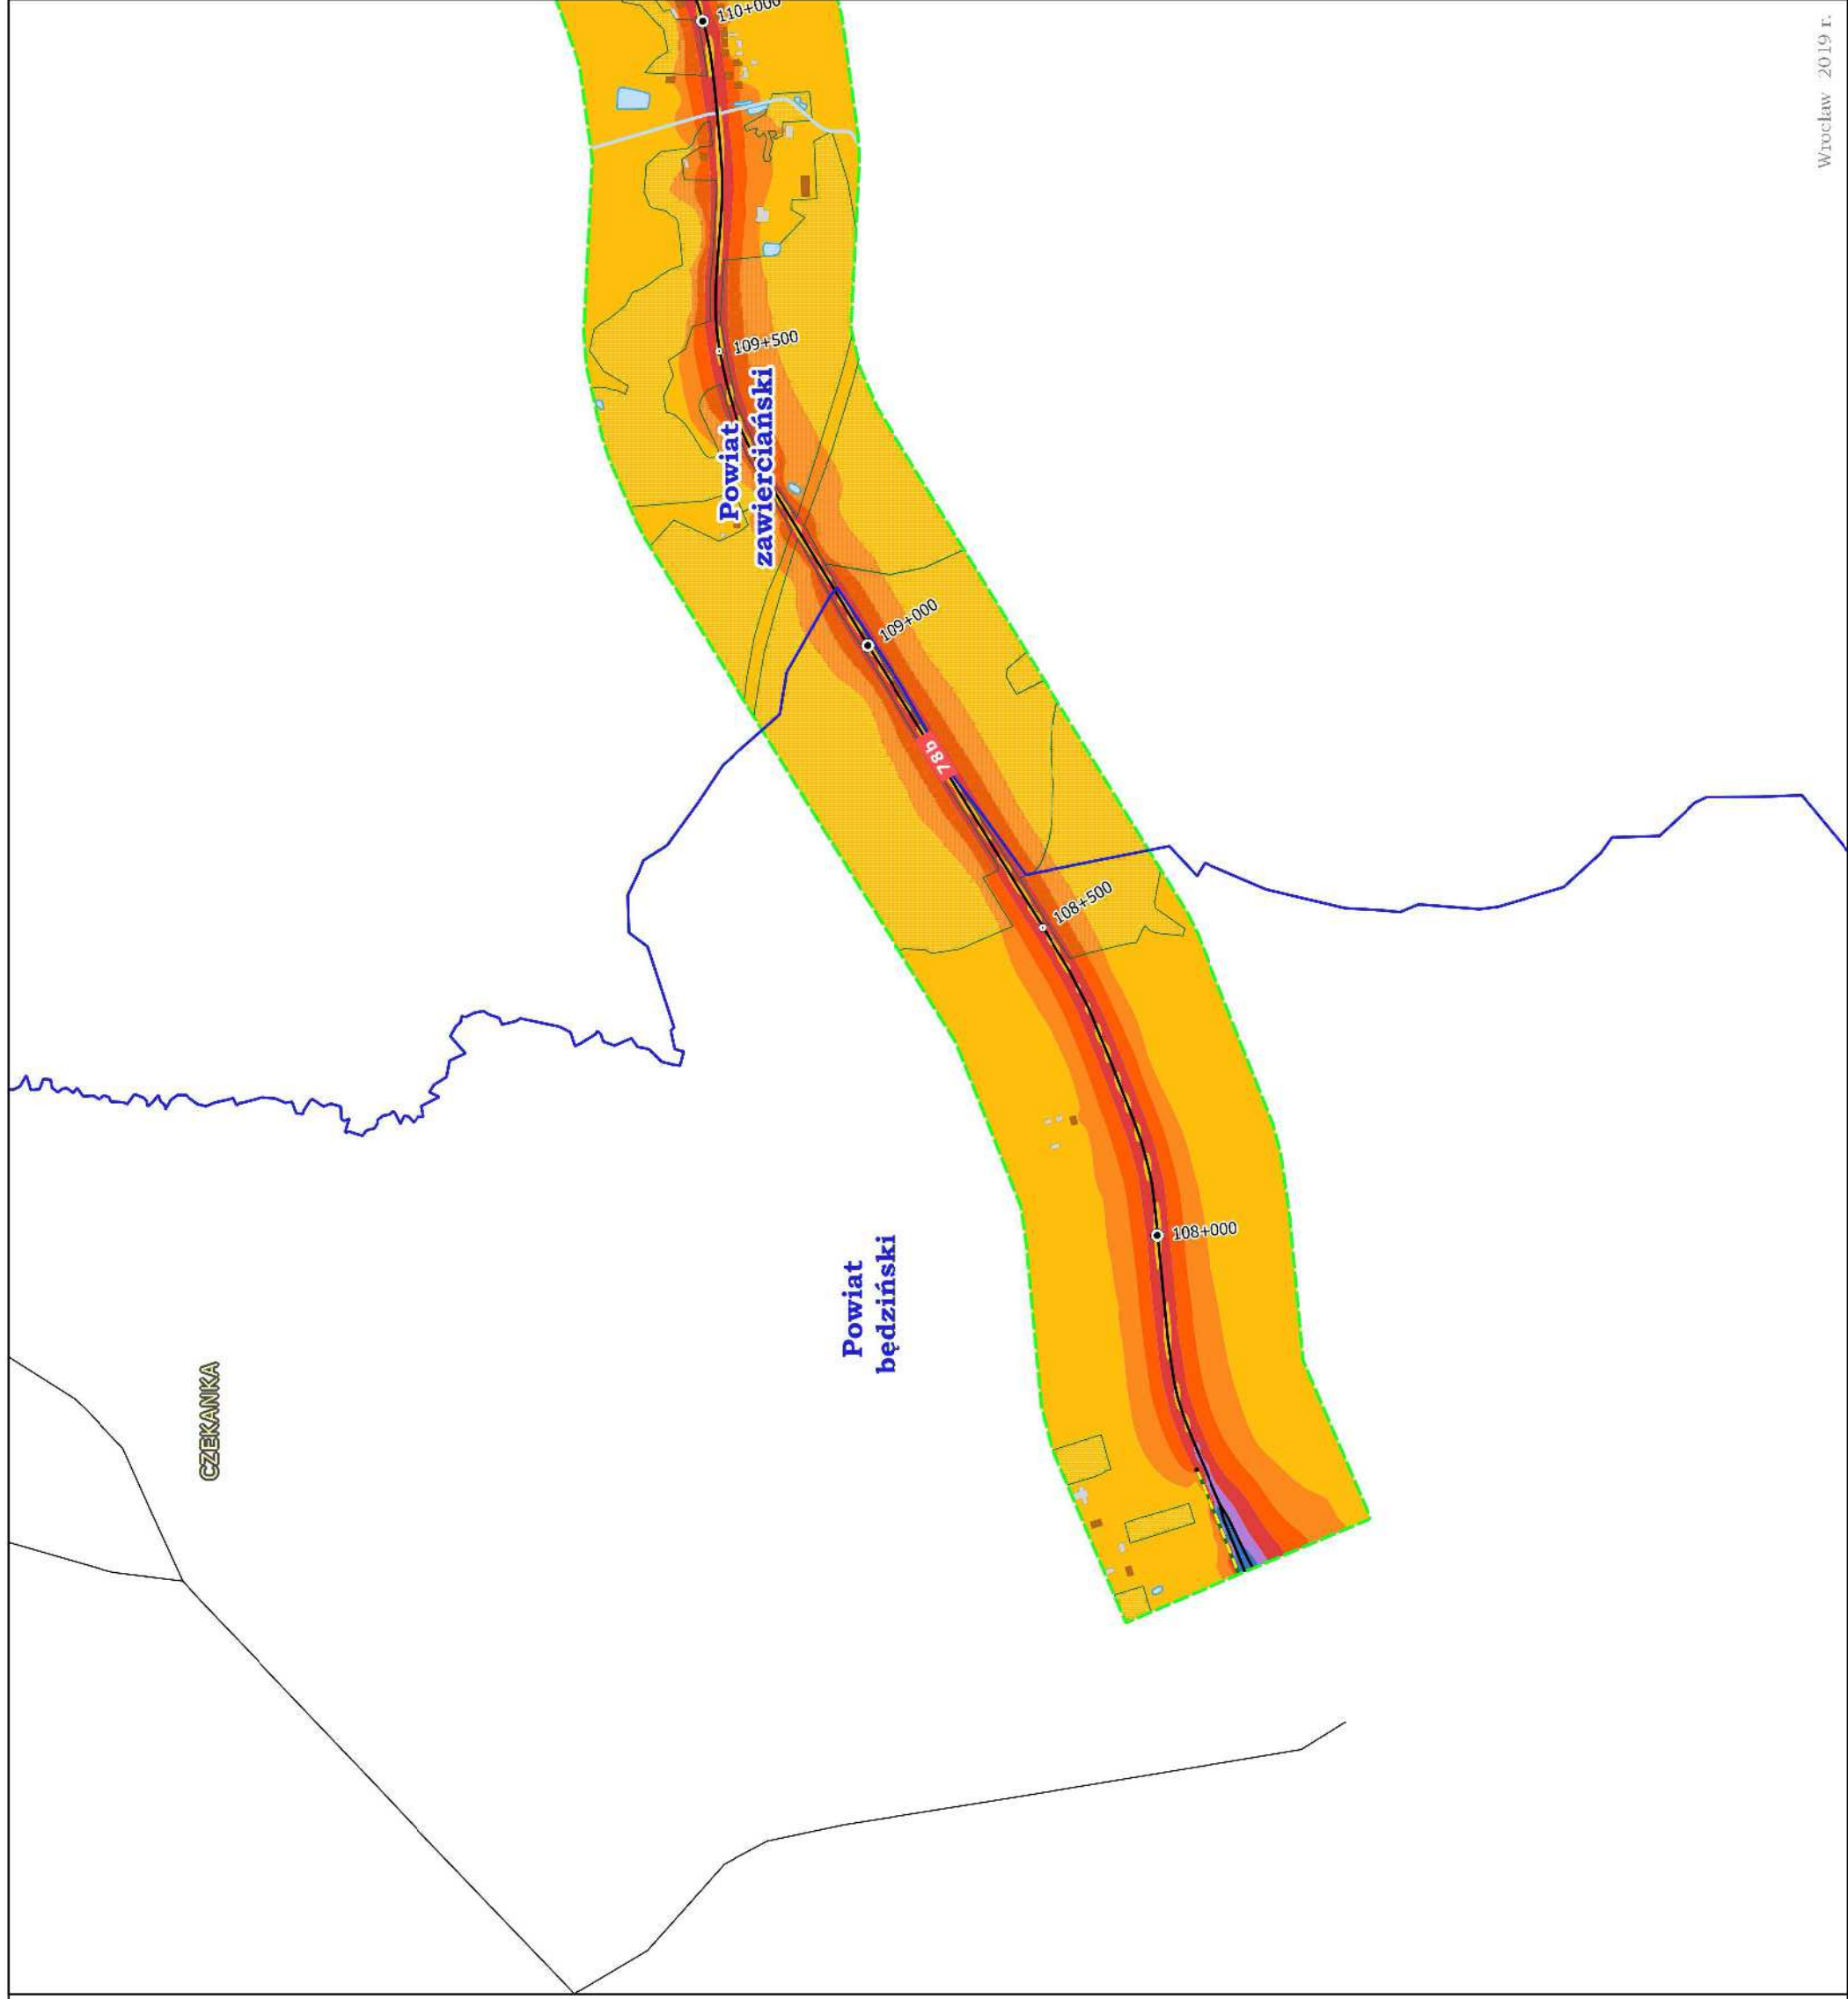 110+000
Wrocław 2019 r.
109+500
Powiat
zawierciański
109+000
78b
108+500
108+000
Powiat
będziński
CZEKANKA